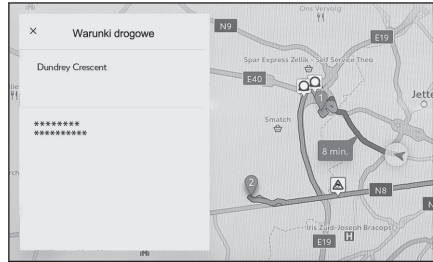 Ons Vervolg
N9
E19
× Warunki drogowe
Spar Express Zellik - Self Service Theo
Dundrey Crescent
E40
Jette
1
********
**********
Smatch
8 min.
2
N8
Iris Zuid-Joseph Bracops
E19
H